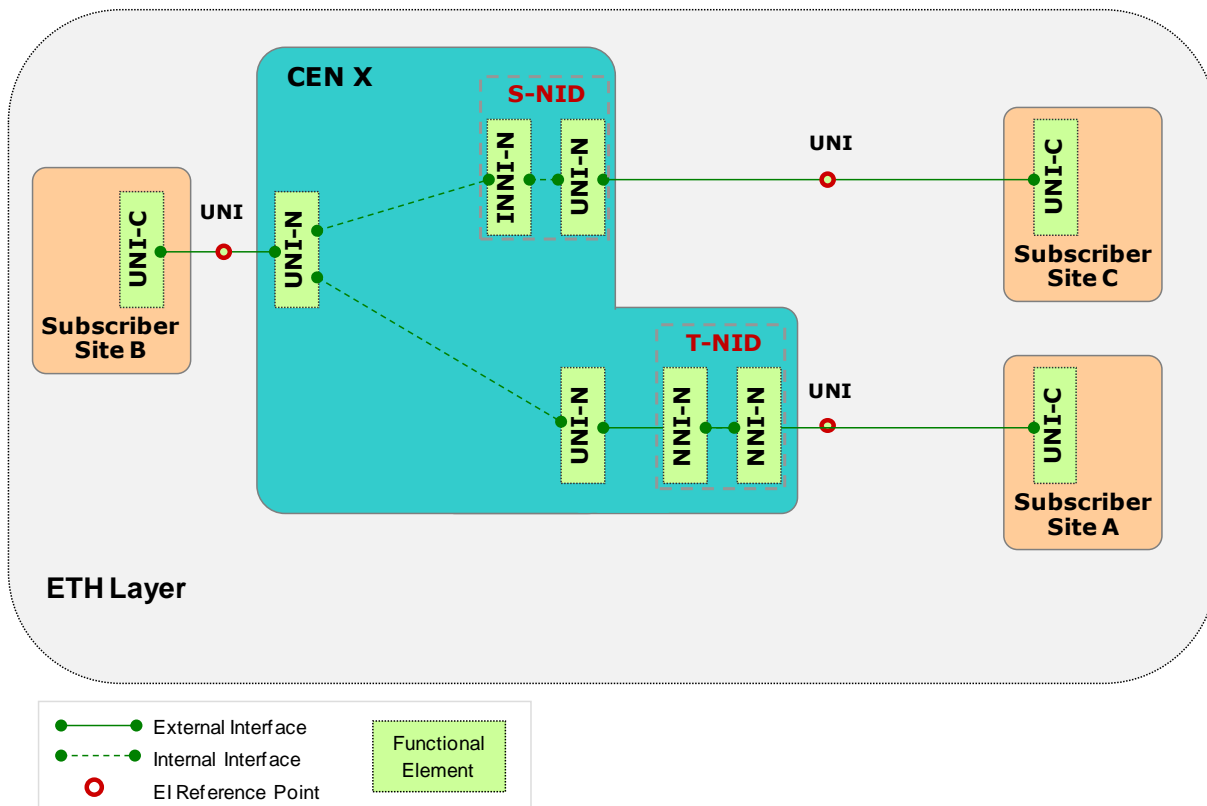 CEN X
S-NID
INNI-N
UNI-N
UNI
UNI-C
Subscriber
Site C
UNI-C
UNI
UNI-N
Subscriber
Site B
T-NID
UNI-N
NNI-N
NNI-N
UNI
UNI-C
Subscriber
Site A
ETH Layer
External Interface
Internal Interface
EI Reference Point
Functional
Element